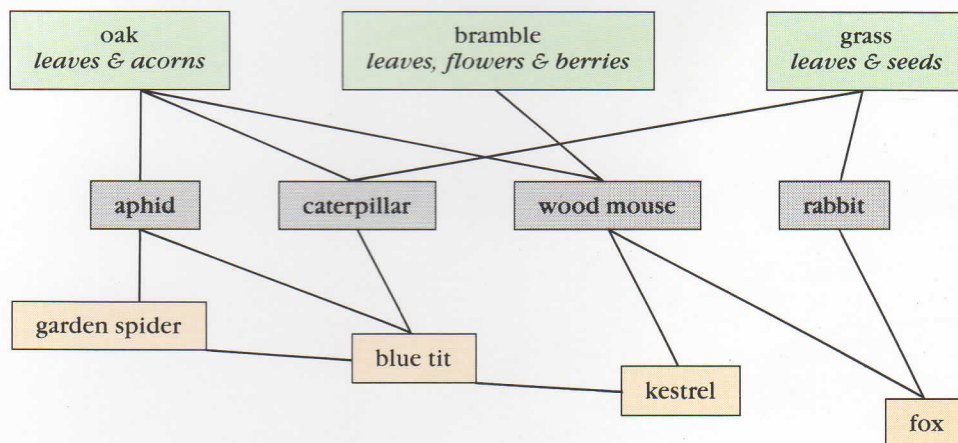 oak
leaves & acorns
bramble
leaves, flowers & berries
grass
leaves & seeds
aphid
caterpillar
wood mouse
rabbit
garden spider
blue tit
kestrel
fox